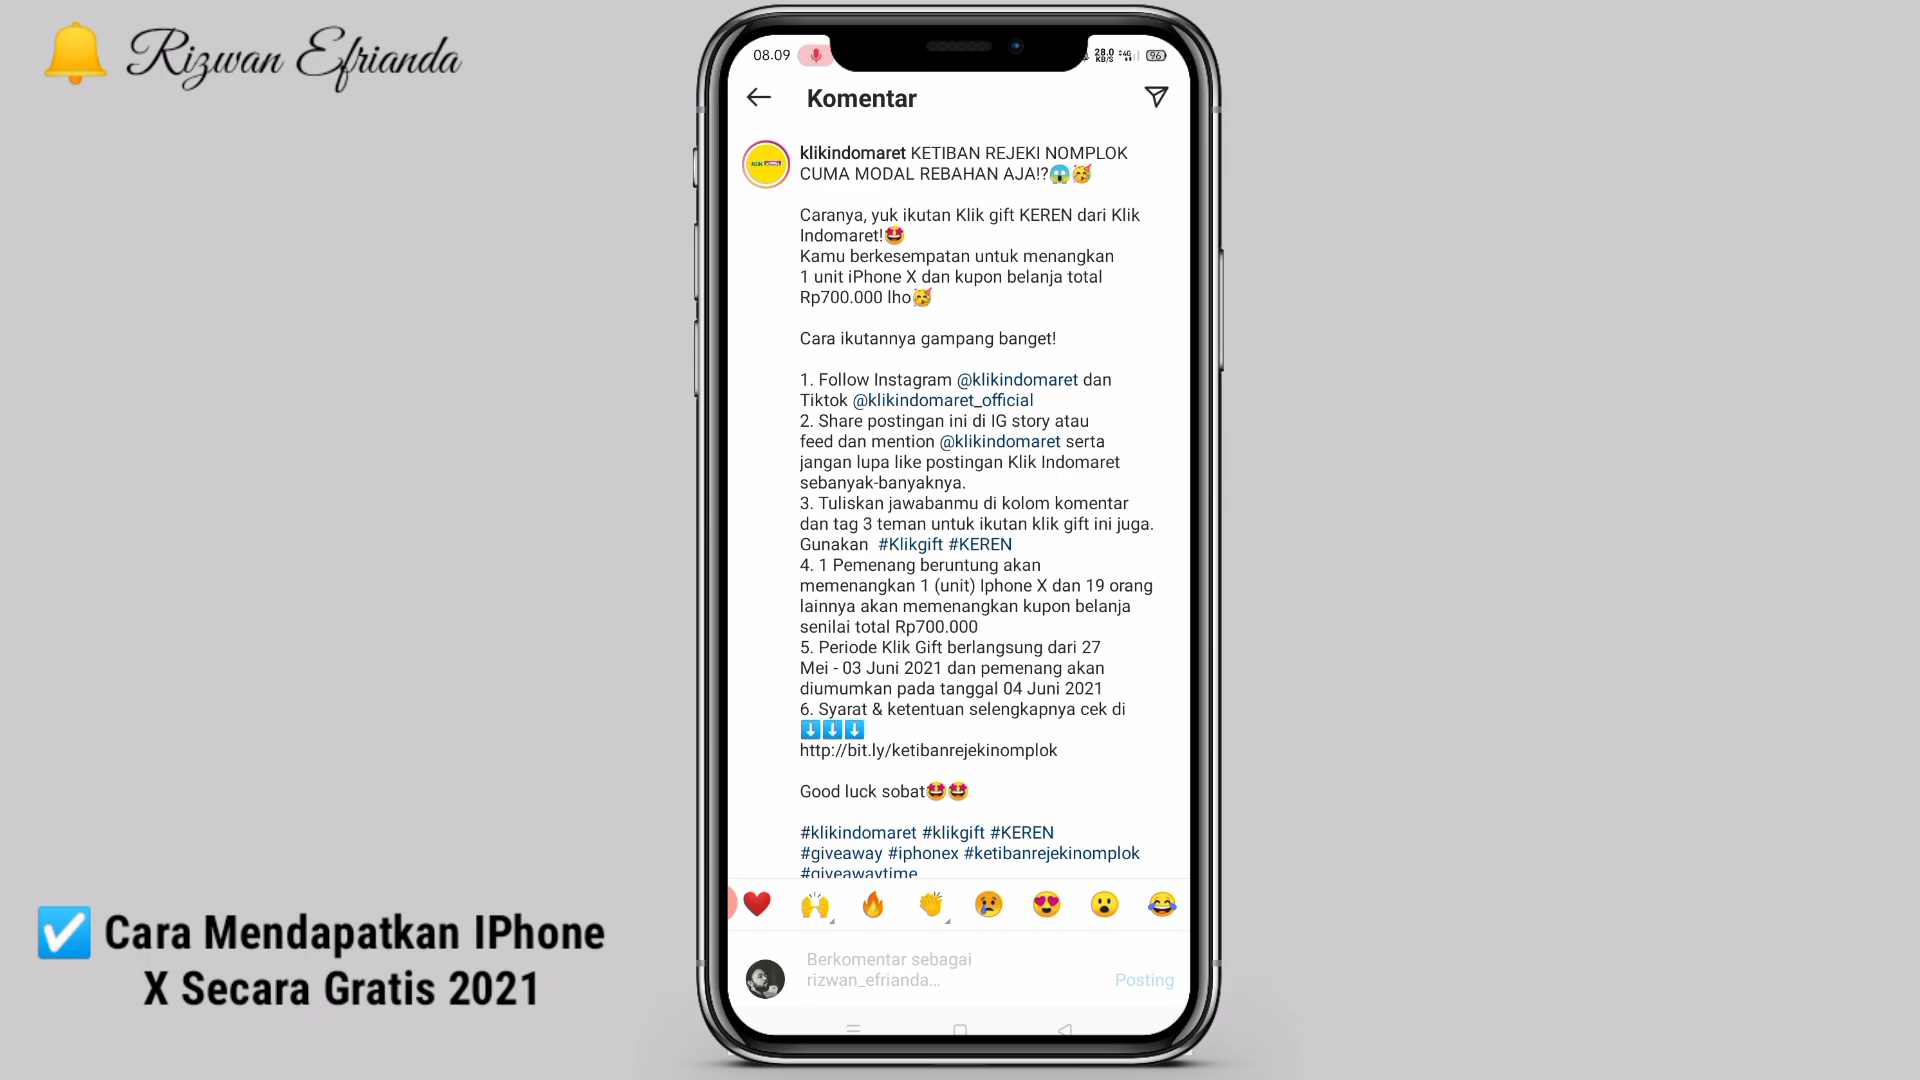 Rizwan Efrianda
08.09
28.0
KB/S
4G
96
Komentar
klikindomaret KETIBAN REJEKI NOMPLOK
CUMA MODAL REBAHAN AJA!?😱🥳
Caranya, yuk ikutan Klik gift KEREN dari Klik
Indomaret!🤩
Kamu berkesempatan untuk menangkan
1 unit iPhone X dan kupon belanja total
Rp700.000 lho🥳
Cara ikutannya gampang banget!
1. Follow Instagram @klikindomaret dan
Tiktok @klikindomaret_official
2. Share postingan ini di IG story atau
feed dan mention @klikindomaret serta
jangan lupa like postingan Klik Indomaret
sebanyak-banyaknya.
3. Tuliskan jawabanmu di kolom komentar
dan tag 3 teman untuk ikutan klik gift ini juga.
Gunakan #Klikgift #KEREN
4. 1 Pemenang beruntung akan
memenangkan 1 (unit) Iphone X dan 19 orang
lainnya akan memenangkan kupon belanja
senilai total Rp700.000
5. Periode Klik Gift berlangsung dari 27
Mei - 03 Juni 2021 dan pemenang akan
diumumkan pada tanggal 04 Juni 2021
6. Syarat & ketentuan selengkapnya cek di
⬇️⬇️⬇️
http://bit.ly/ketibanrejekinomplok
Good luck sobat🤩🤩
#klikindomaret #klikgift #KEREN
#giveaway #iphonex #ketibanrejekinomplok
#giveawaytime
Berkomentar sebagai
rizwan_efrianda...
Posting
☑️ Cara Mendapatkan IPhone
X Secara Gratis 2021